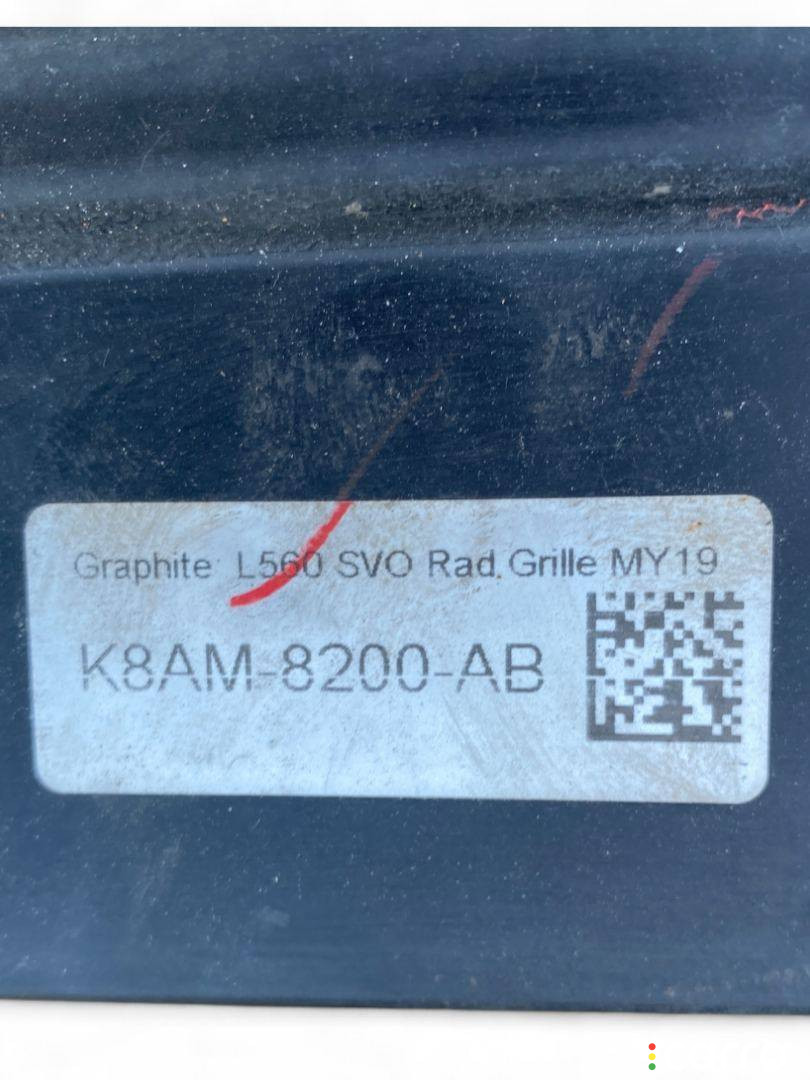 Graphite L560 SVO Rad.Grille MY19
K8AM-8200-AB